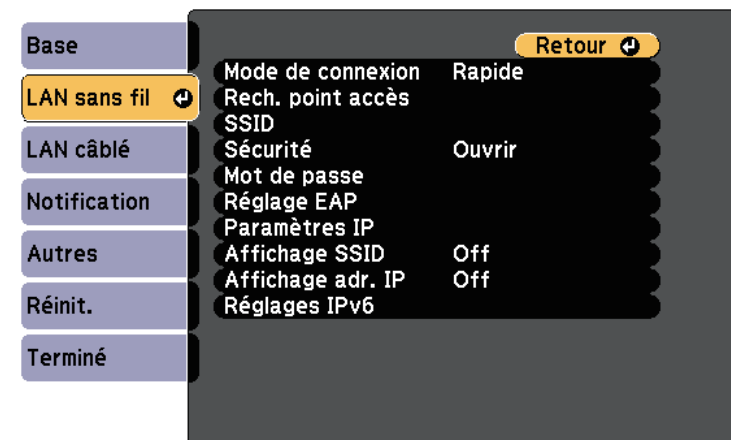 Base
LAN sans fil
LAN câblé
Notification
Autres
Réinit.
Terminé
Retour
Mode de connexion Rapide
Rech. point accès
SSID
Sécurité Ouvrir
Mot de passe
Réglage EAP
Paramètres IP
Affichage SSID Off
Affichage adr. IP Off
Réglages IPv6